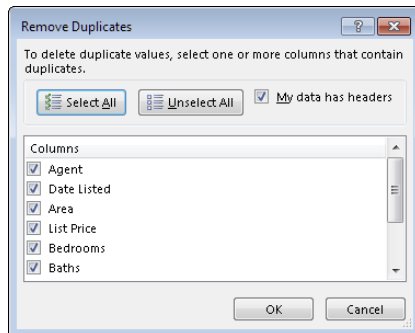 Remove Duplicates
To delete duplicate values, select one or more columns that contain
duplicates.
Select All
Unselect All
My data has headers
Columns
Agent
Date Listed
Area
List Price
Bedrooms
Baths
OK
Cancel